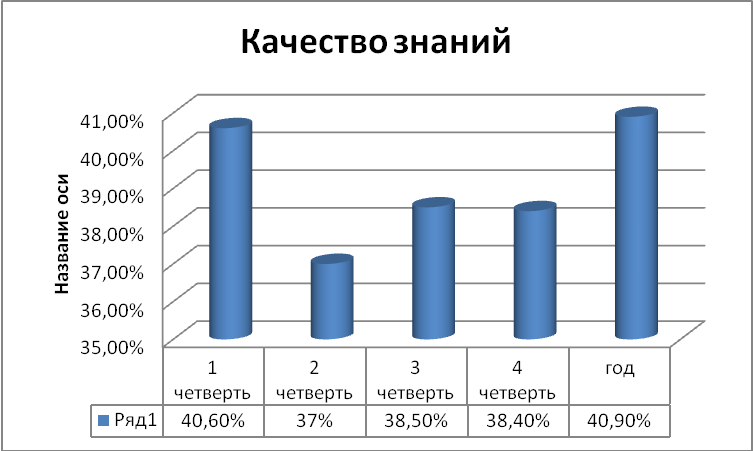 Качество знаний
Название оси
41,00%
40,00%
39,00%
38,00%
37,00%
36,00%
35,00%
1 четверть
2 четверть
3 четверть
4 четверть
год
Ряд1 40,60% 37% 38,50% 38,40% 40,90%